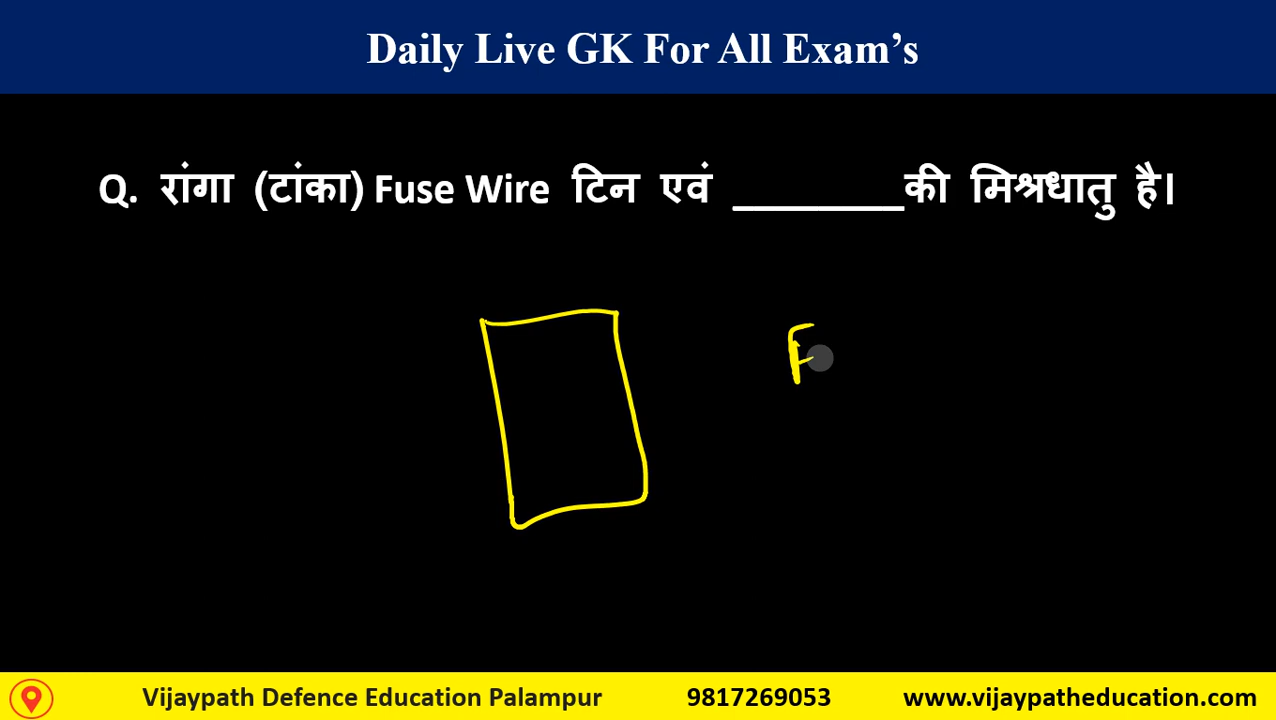 Daily Live GK For All Exam’s
Q. रांगा (टांका) Fuse Wire टिन एवं ________की मिश्रधातु है।
F
Vijaypath Defence Education Palampur 9817269053 www.vijaypatheducation.com